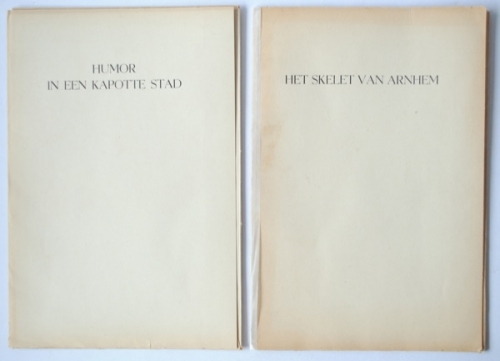 HUMOR
IN EEN KAPOTTE STAD
HET SKELET VAN ARNHEM